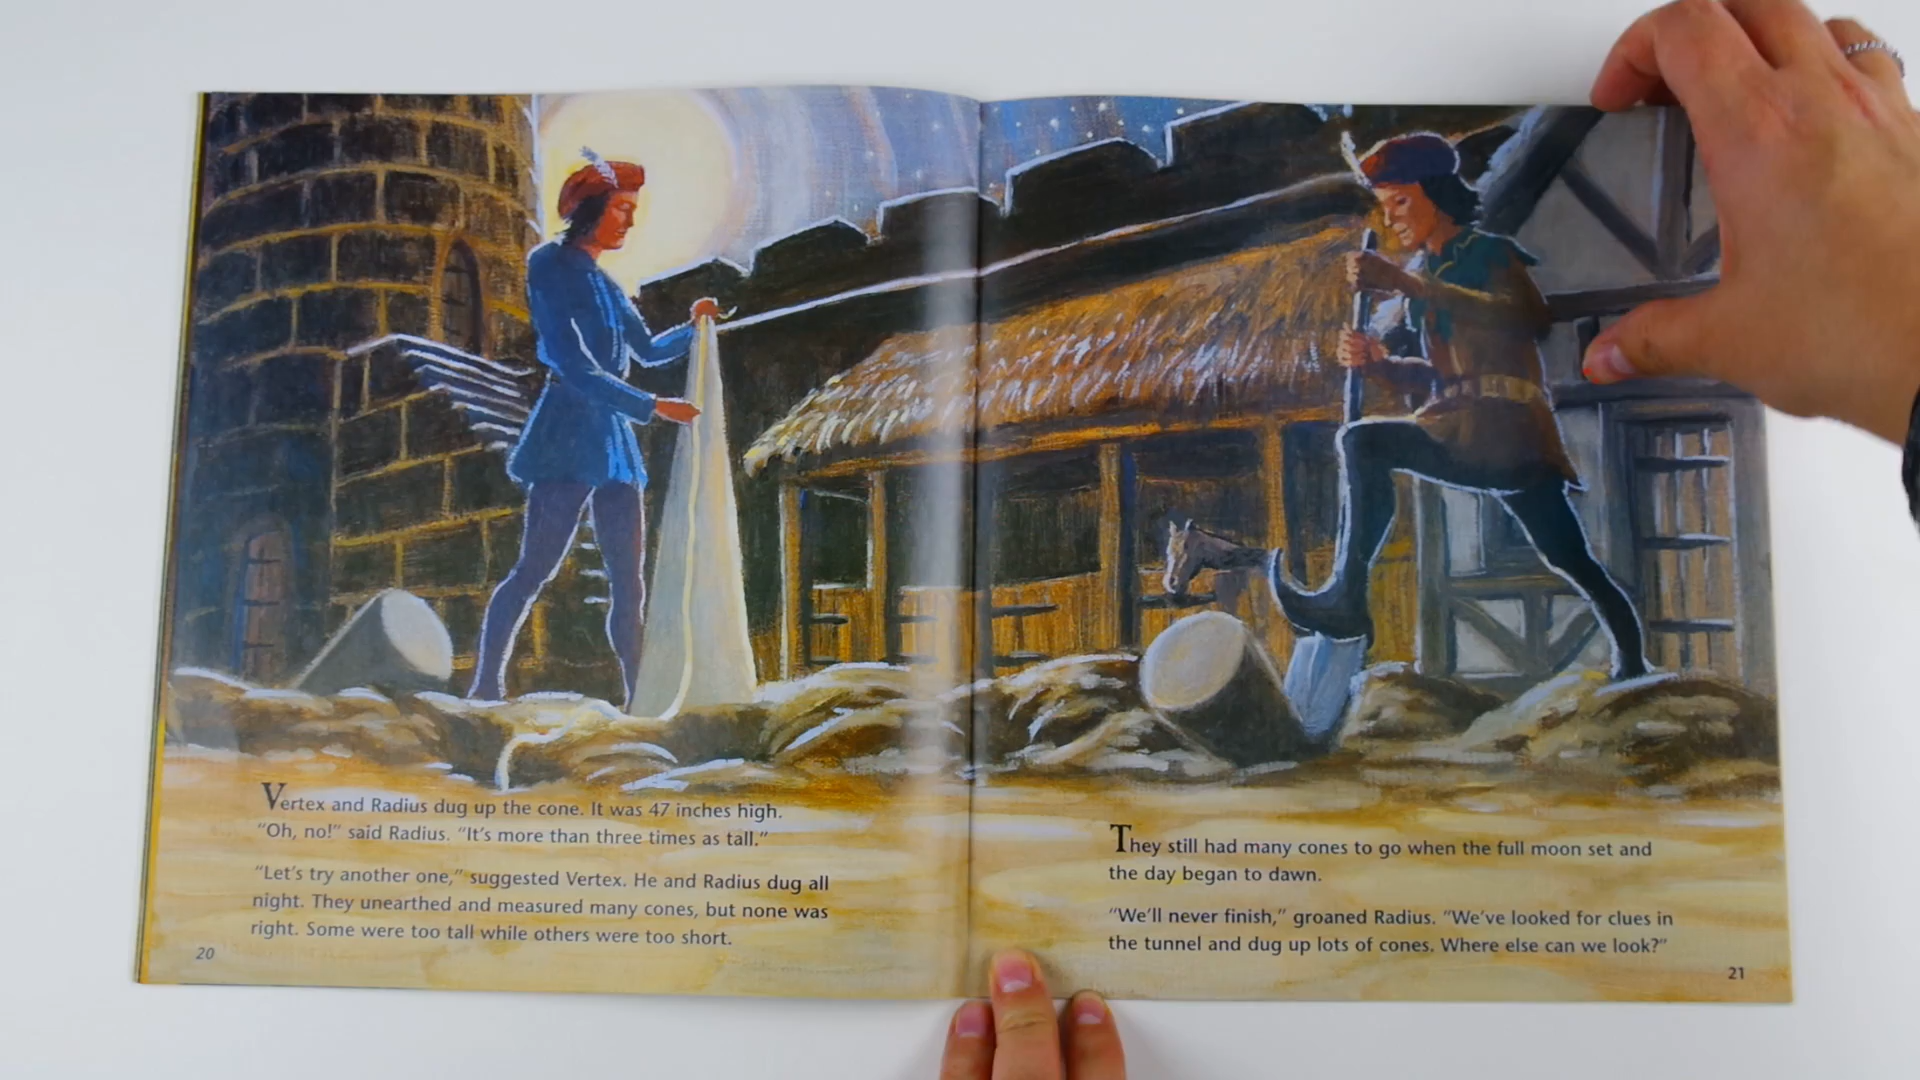 Vertex and Radius dug up the cone. It was 47 inches high.
“Oh, no!” said Radius. “It’s more than three times as tall.”
“Let’s try another one,” suggested Vertex. He and Radius dug all
night. They unearthed and measured many cones, but none was
right. Some were too tall while others were too short.
20
They still had many cones to go when the full moon set and
the day began to dawn.
“We’ll never finish,” groaned Radius. “We’ve looked for clues in
the tunnel and dug up lots of cones. Where else can we look?”
21